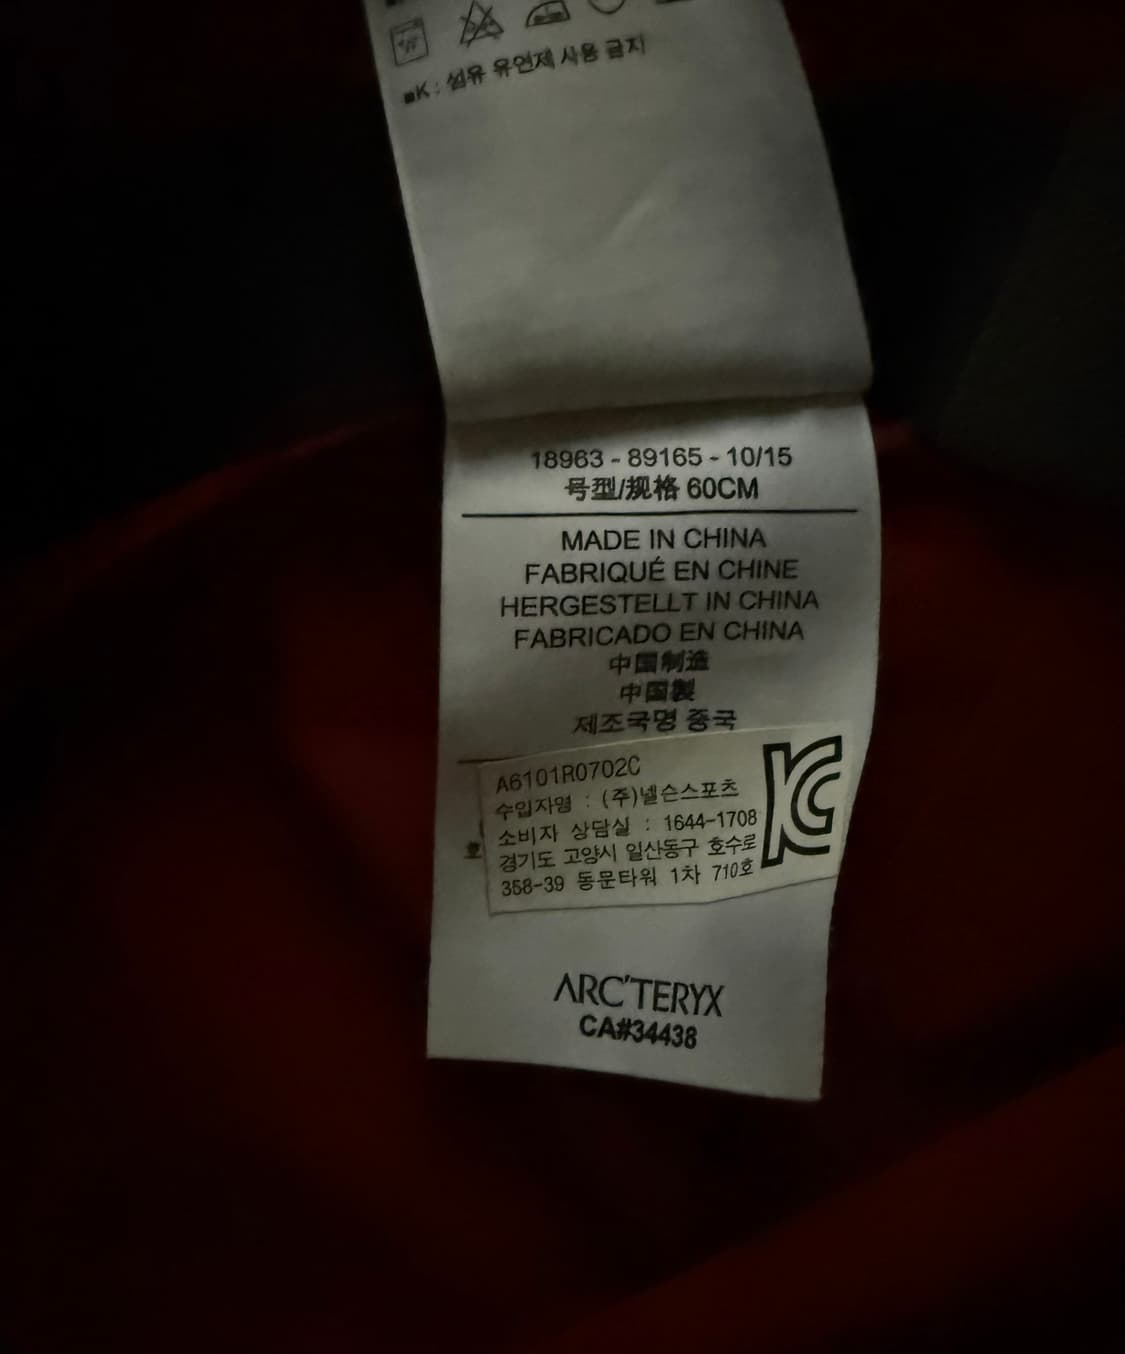 ■K : 섬유 유연제 사용 금지
18963 - 89165 - 10/15
号型/规格 60CM
MADE IN CHINA
FABRIQUÉ EN CHINE
HERGESTELLT IN CHINA
FABRICADO EN CHINA
中国制造
中国製
제조국명 중국
A6101R0702C
수입자명 : (주)넬슨스포츠
소비자 상담실 : 1644-1708
경기도 고양시 일산동구 호수로
358-39 동문타워 1차 710호
KC
ARC'TERYX
CA#34438